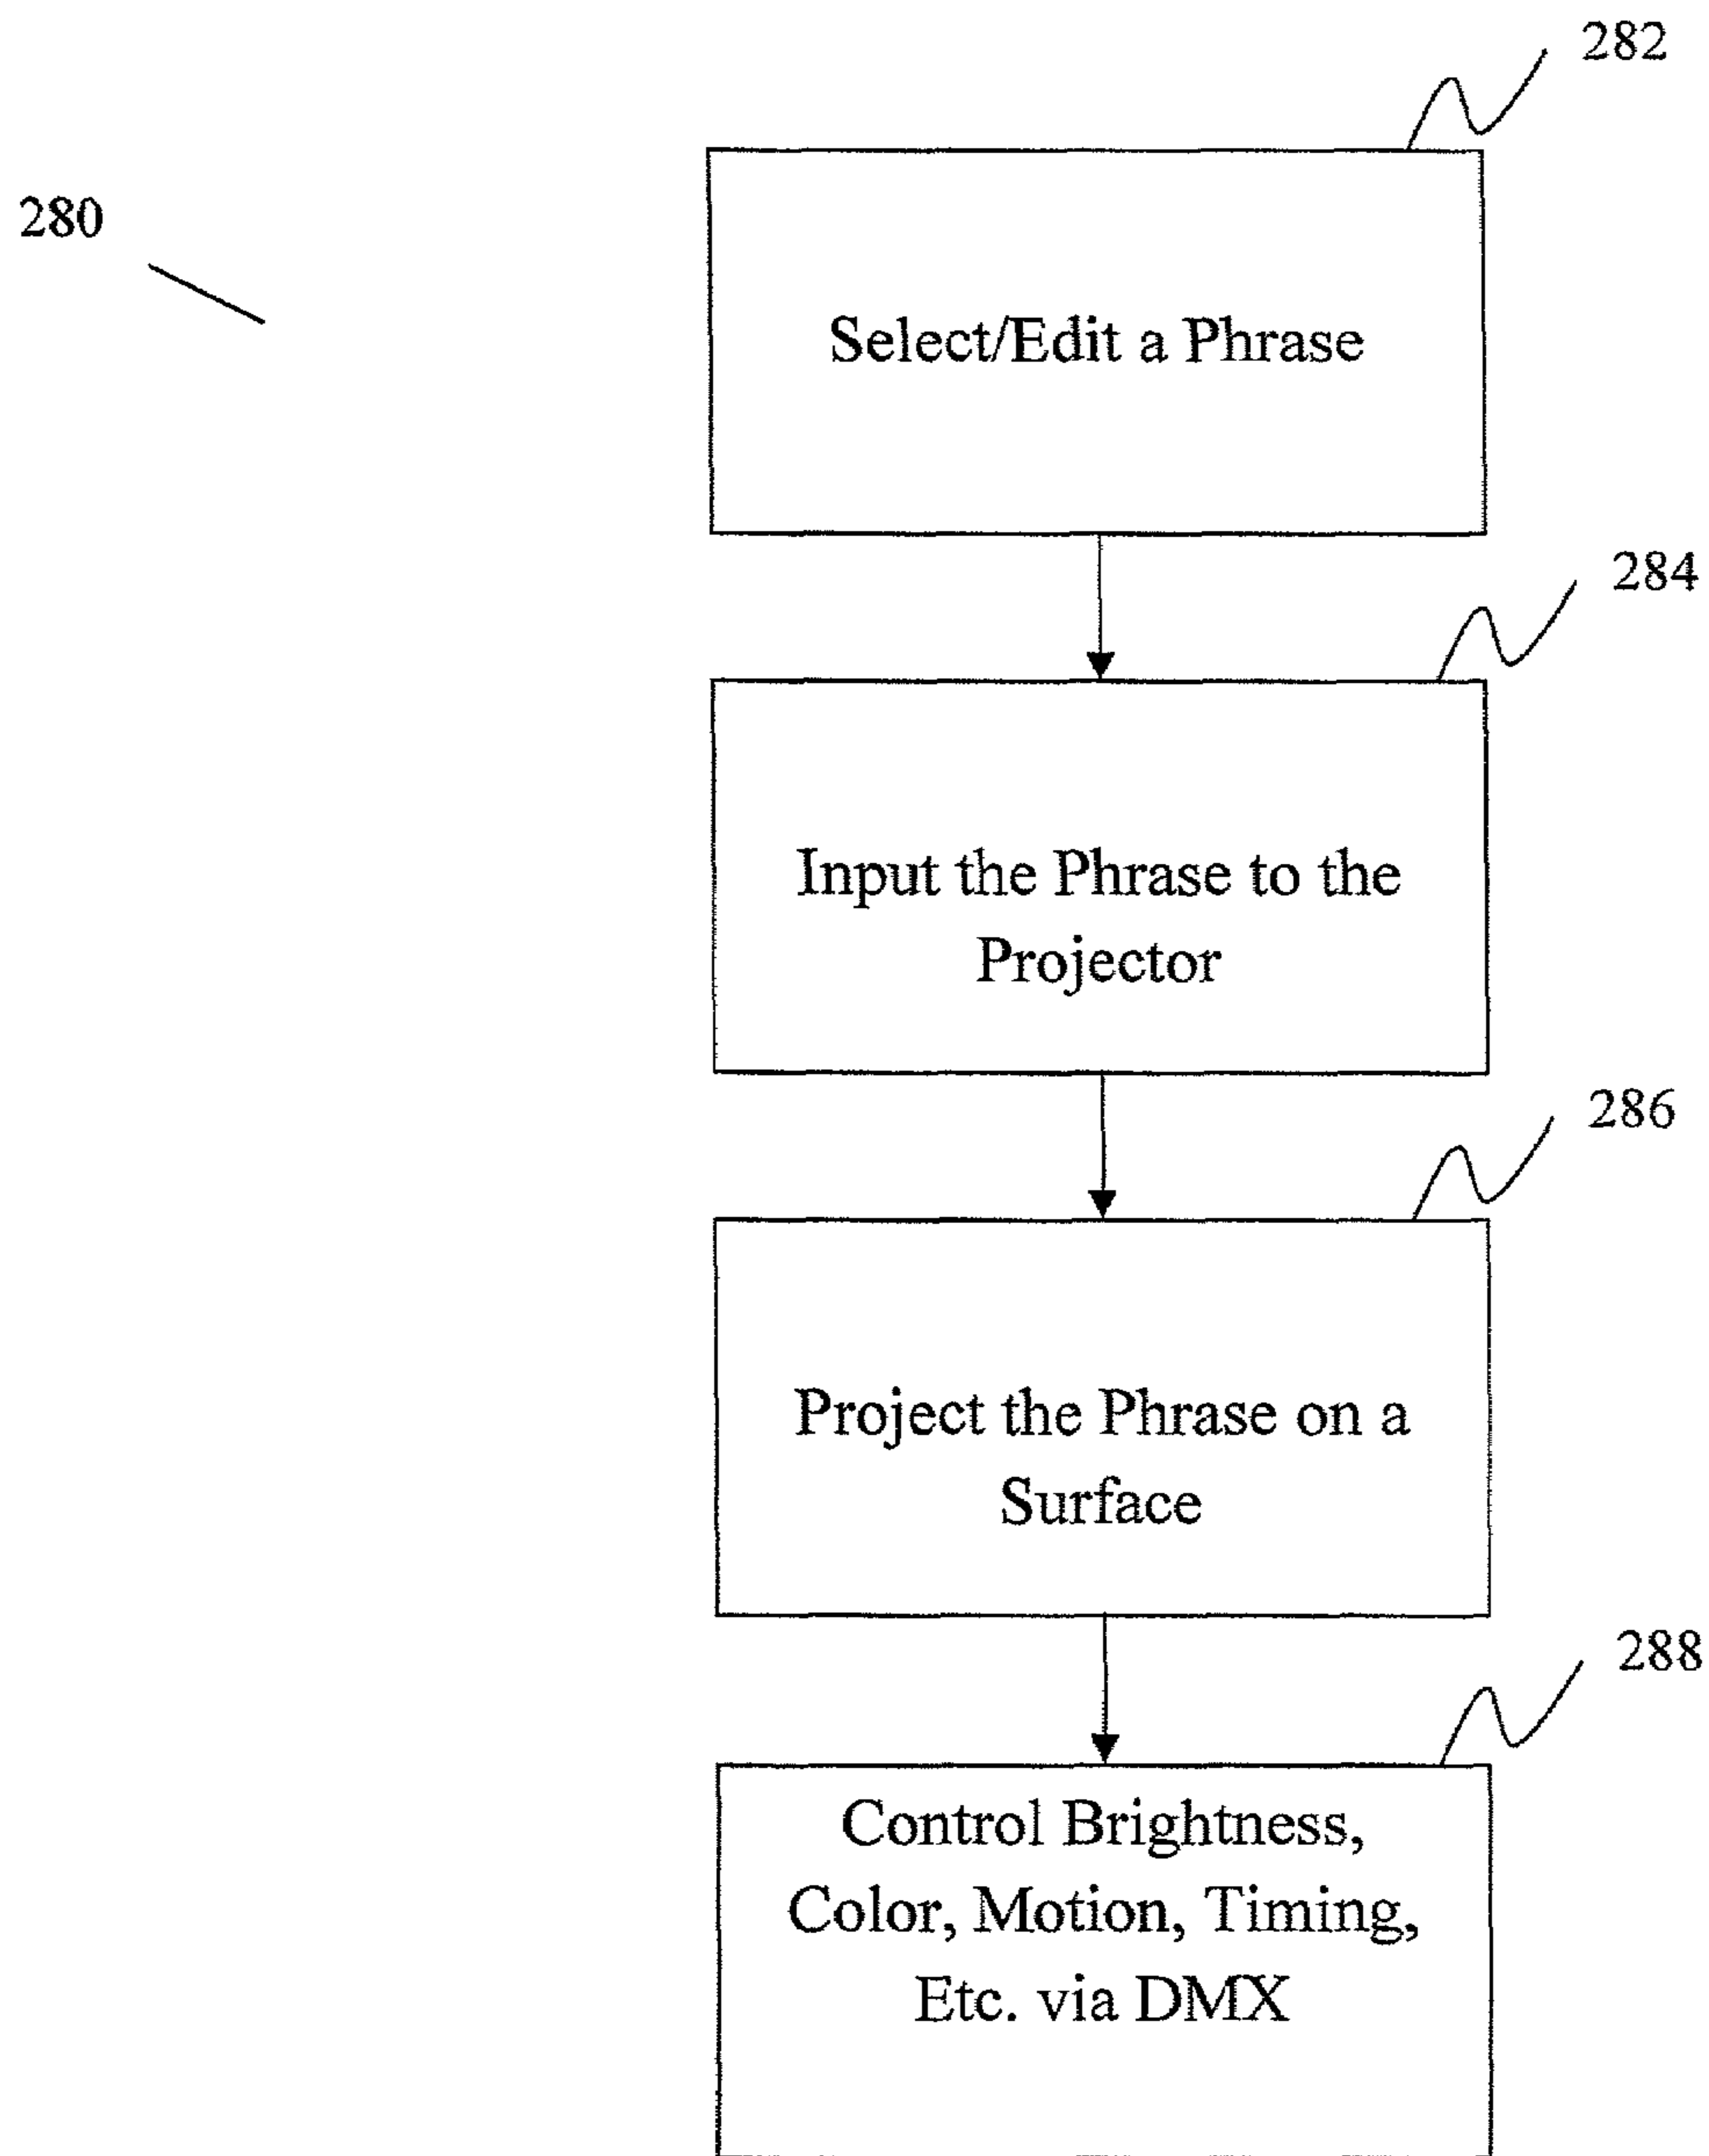 282
280
Select/Edit a Phrase
284
Input the Phrase to the
Projector
286
Project the Phrase on a
Surface
288
Control Brightness,
Color, Motion, Timing,
Etc. via DMX